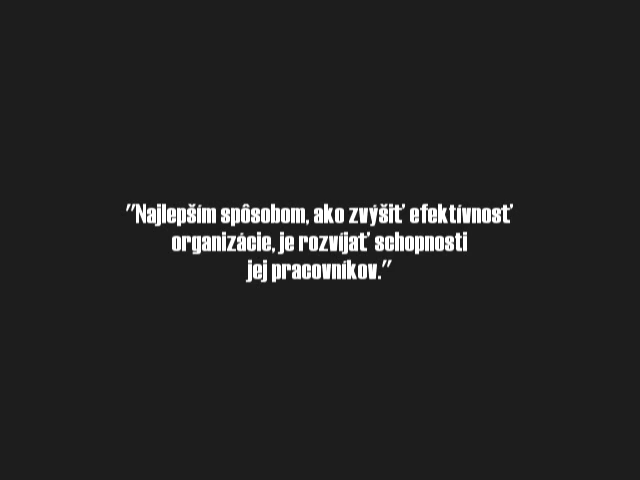 "Najlepším spôsobom, ako zvýšiť efektívnosť
organizácie, je rozvíjať schopnosti
jej pracovníkov."